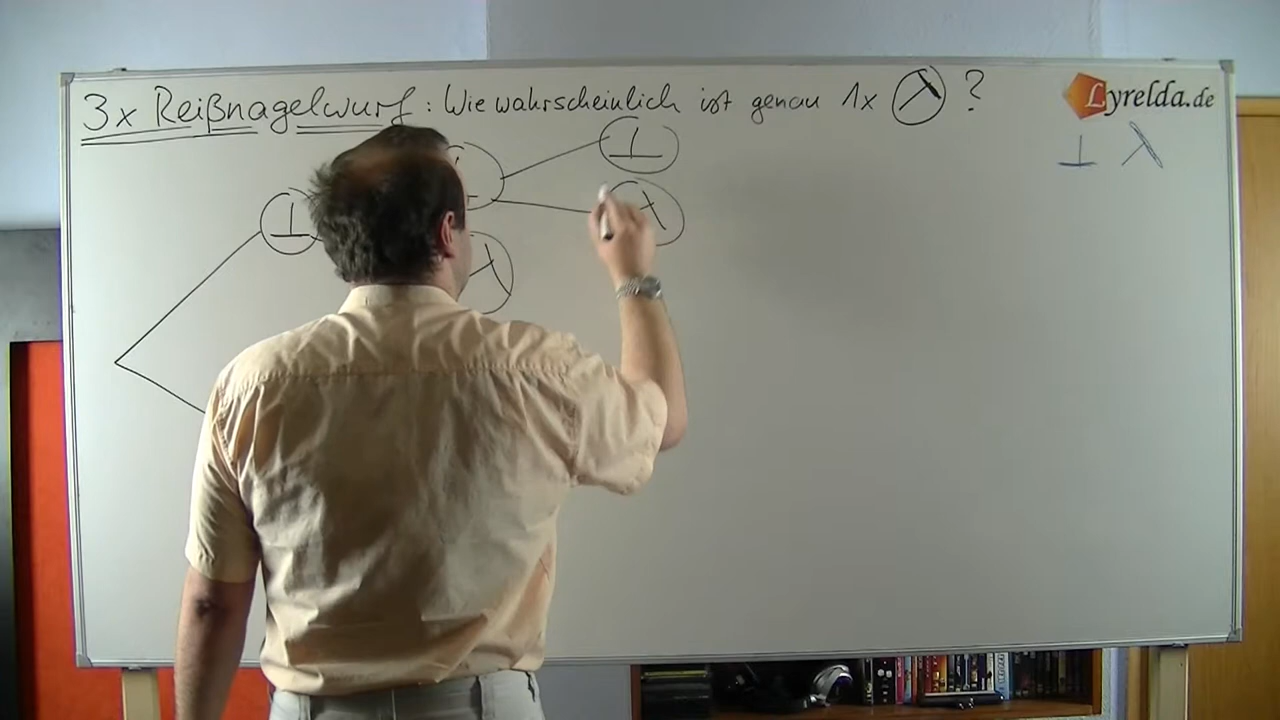 3x Reißnagelwurf: Wie wahrscheinlich ist genau 1x ⅄ ?
Lyrelda.de
⊥ ⅄
⊥ ⊥ ⊥
⅄ ⅄